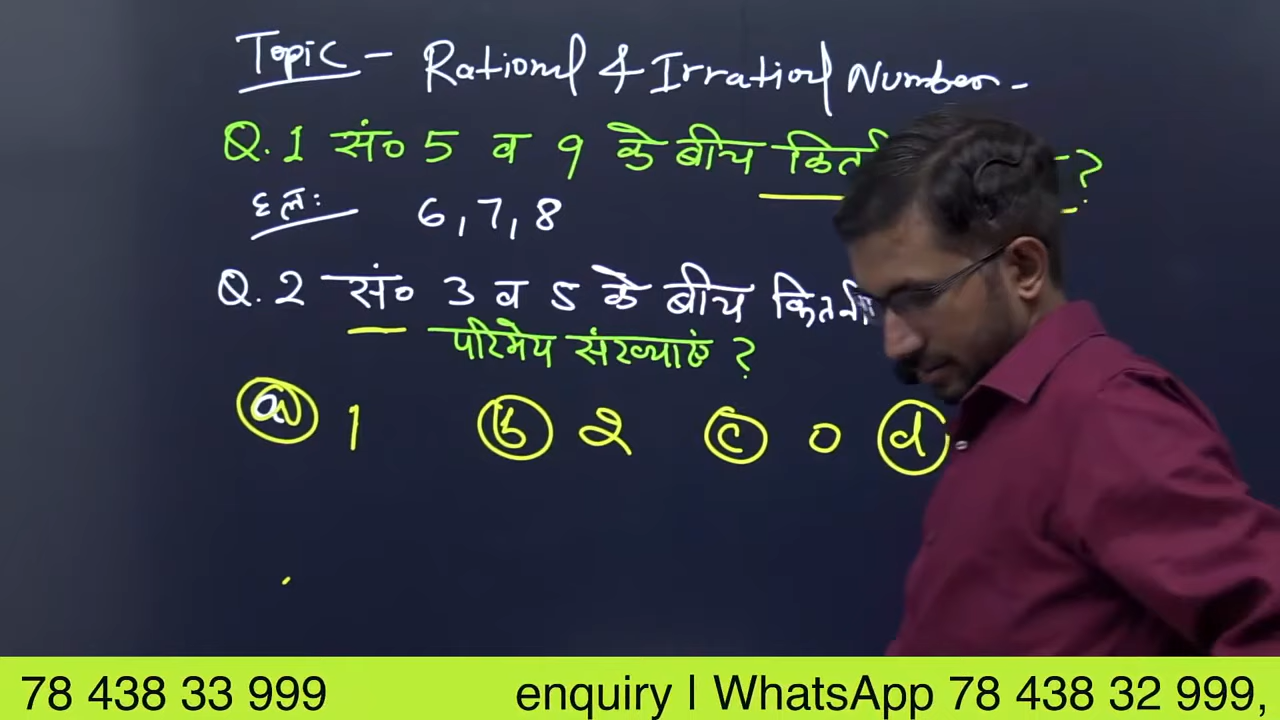 Topic - Rational & Irrational Number -
Q.1 सं० 5 व 9 के बीच ?
हलः 6, 7, 8
Q.2 सं० 3 व 5 के बीच कितनी
परिमेय संख्याएं ?
(a) 1 (b) 2 (c) 0 (d)
78 438 33 999 enquiry | WhatsApp 78 438 32 999,